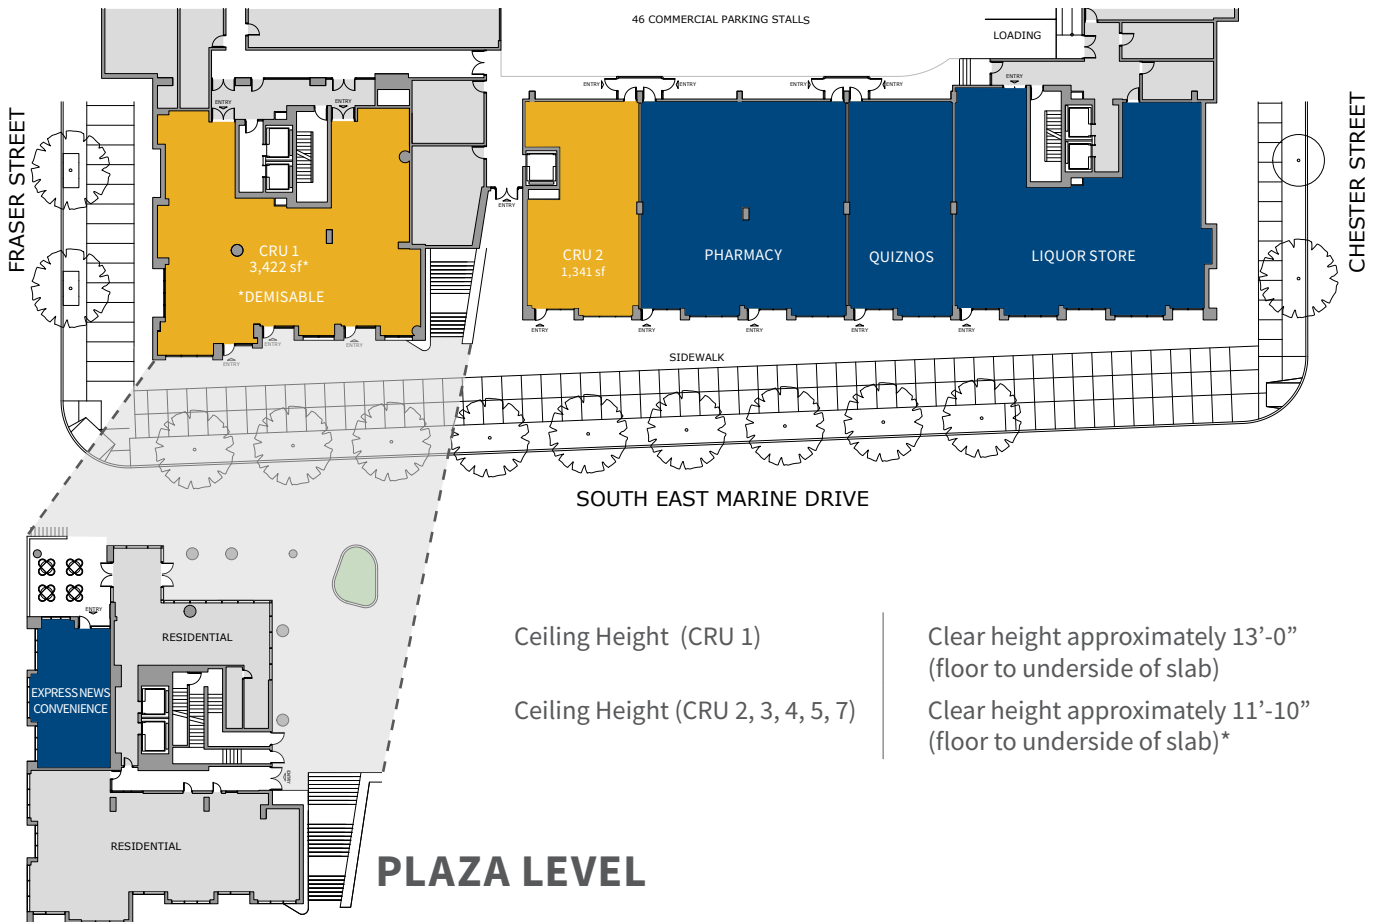 46 COMMERCIAL PARKING STALLS
LOADING
ENTRY
ENTRY
ENTRY
ENTRY
ENTRY
ENTRY
ENTRY
FRASER STREET
CHESTER STREET
ENTRY
CRU 1
3,422 sf*
*DEMISABLE
CRU 2
1,341 sf
PHARMACY
QUIZNOS
LIQUOR STORE
ENTRY
ENTRY
ENTRY
ENTRY
ENTRY
ENTRY
ENTRY
ENTRY
SIDEWALK
SOUTH EAST MARINE DRIVE
ENTRY
RESIDENTIAL
EXPRESS NEWS
CONVENIENCE
ENTRY
RESIDENTIAL
Ceiling Height (CRU 1)
Clear height approximately 13’-0”
(floor to underside of slab)
Ceiling Height (CRU 2, 3, 4, 5, 7)
Clear height approximately 11’-10”
(floor to underside of slab)*
PLAZA LEVEL